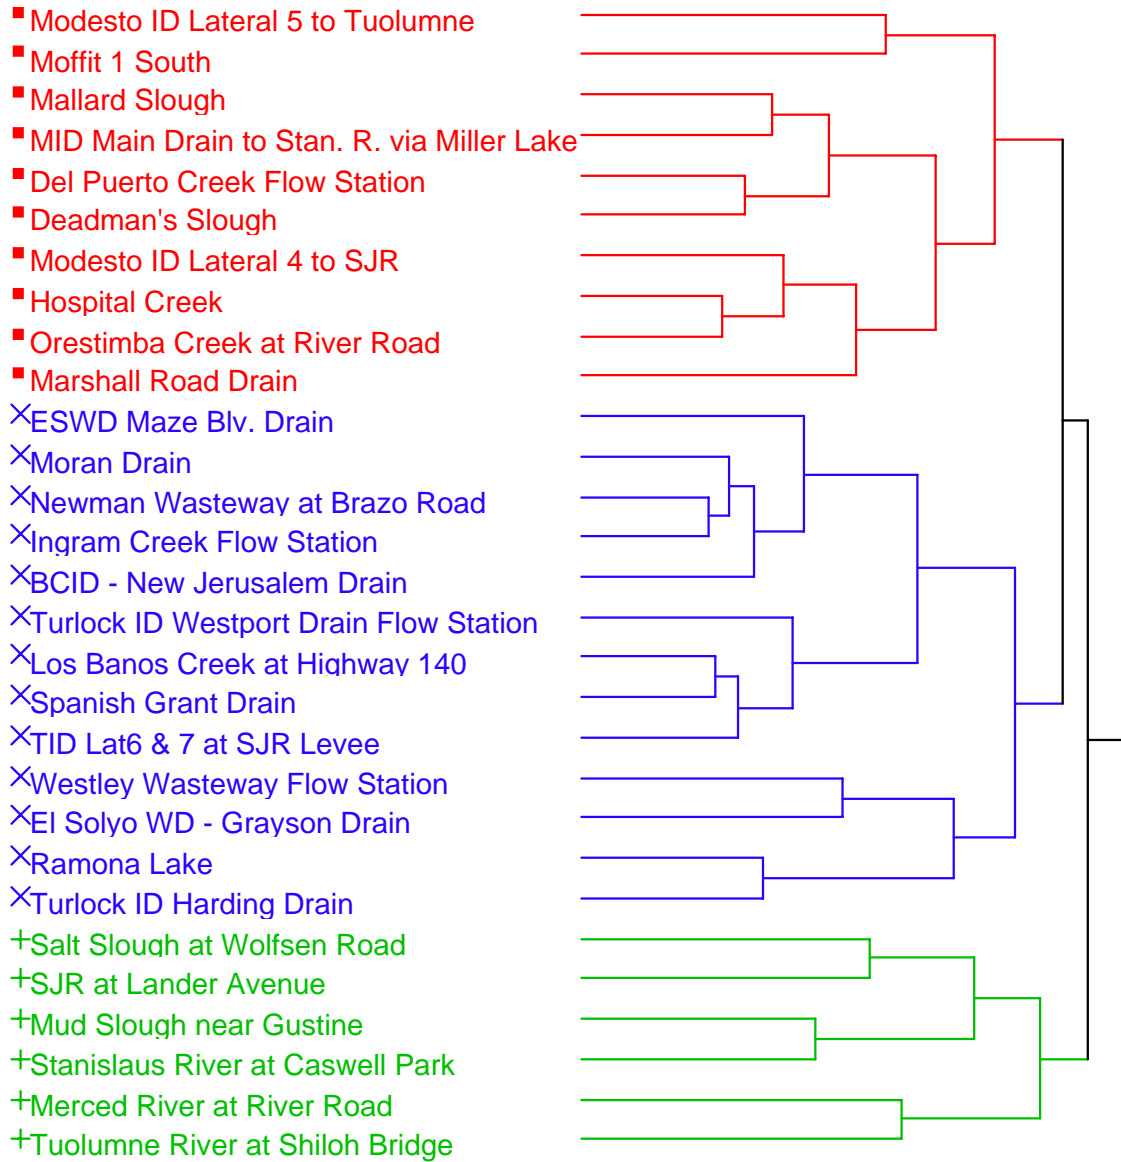 Modesto ID Lateral 5 to Tuolumne
Moffit 1 South
Mallard Slough
MID Main Drain to Stan. R. via Miller Lake
Del Puerto Creek Flow Station
Deadman's Slough
Modesto ID Lateral 4 to SJR
Hospital Creek
Orestimba Creek at River Road
Marshall Road Drain
ESWD Maze Blv. Drain
Moran Drain
Newman Wasteway at Brazo Road
Ingram Creek Flow Station
BCID - New Jerusalem Drain
Turlock ID Westport Drain Flow Station
Los Banos Creek at Highway 140
Spanish Grant Drain
TID Lat6 & 7 at SJR Levee
Westley Wasteway Flow Station
El Solyo WD - Grayson Drain
Ramona Lake
Turlock ID Harding Drain
Salt Slough at Wolfsen Road
SJR at Lander Avenue
Mud Slough near Gustine
Stanislaus River at Caswell Park
Merced River at River Road
Tuolumne River at Shiloh Bridge